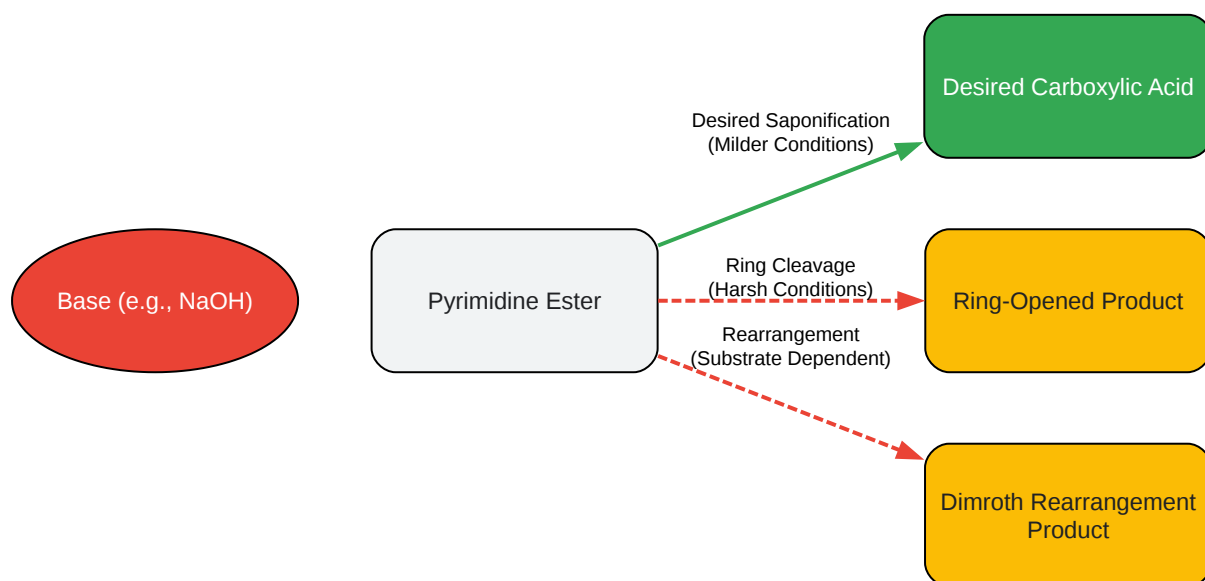 Desired Carboxylic Acid
Desired Saponification
(Milder Conditions)
Base (e.g., NaOH)
Pyrimidine Ester
Ring Cleavage
(Harsh Conditions)
Ring-Opened Product
Rearrangement
(Substrate Dependent)
Dimroth Rearrangement
Product